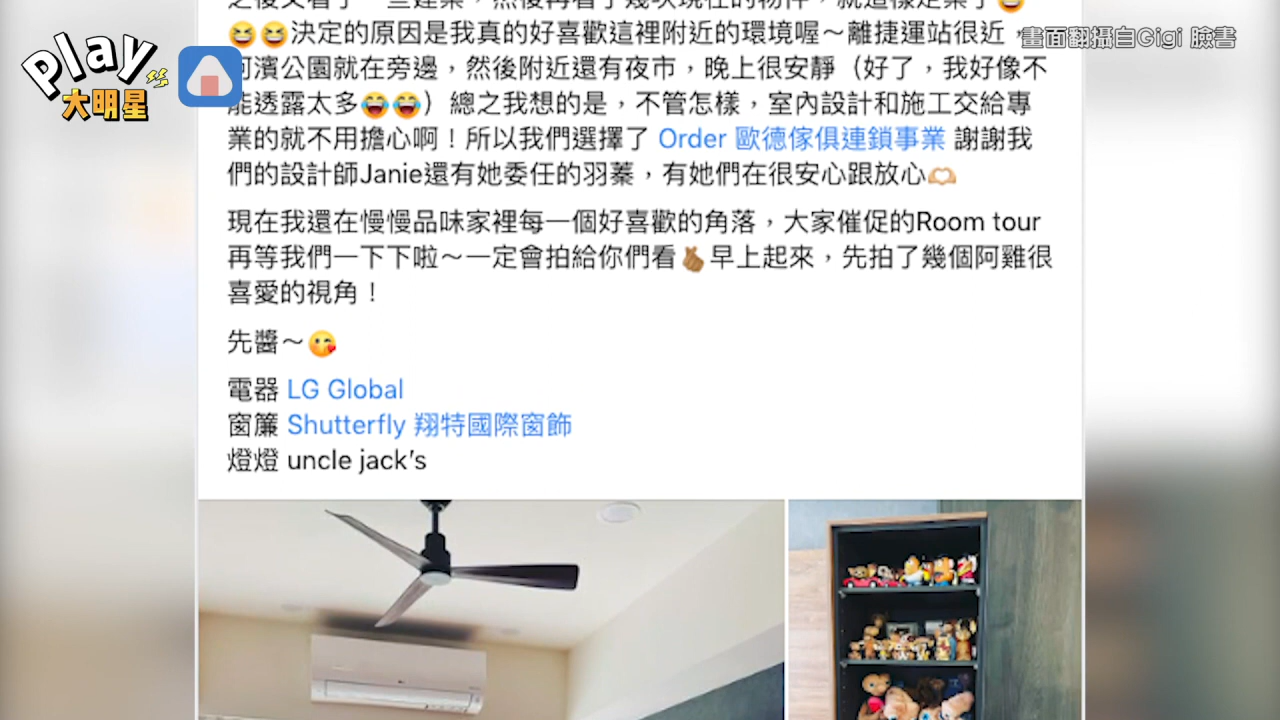 Play
大明星
畫面翻攝自Gigi 臉書
😆😆決定的原因是我真的好喜歡這裡附近的環境喔～離捷運站很近，
河濱公園就在旁邊，然後附近還有夜市，晚上很安靜（好了，我好像不
能透露太多😂😂）總之我想的是，不管怎樣，室內設計和施工交給專
業的就不用擔心啊！所以我們選擇了 Order 歐德傢俱連鎖事業 謝謝我
們的設計師Janie還有她委任的羽蓁，有她們在很安心跟放心🫶🏻
現在我還在慢慢品味家裡每一個好喜歡的角落，大家催促的Room tour
再等我們一下下啦～一定會拍給你們看🫰🏾早上起來，先拍了幾個阿雞很
喜愛的視角！
先醬～😋
電器 LG Global
窗簾 Shutterfly 翔特國際窗飾
燈燈 uncle jack's